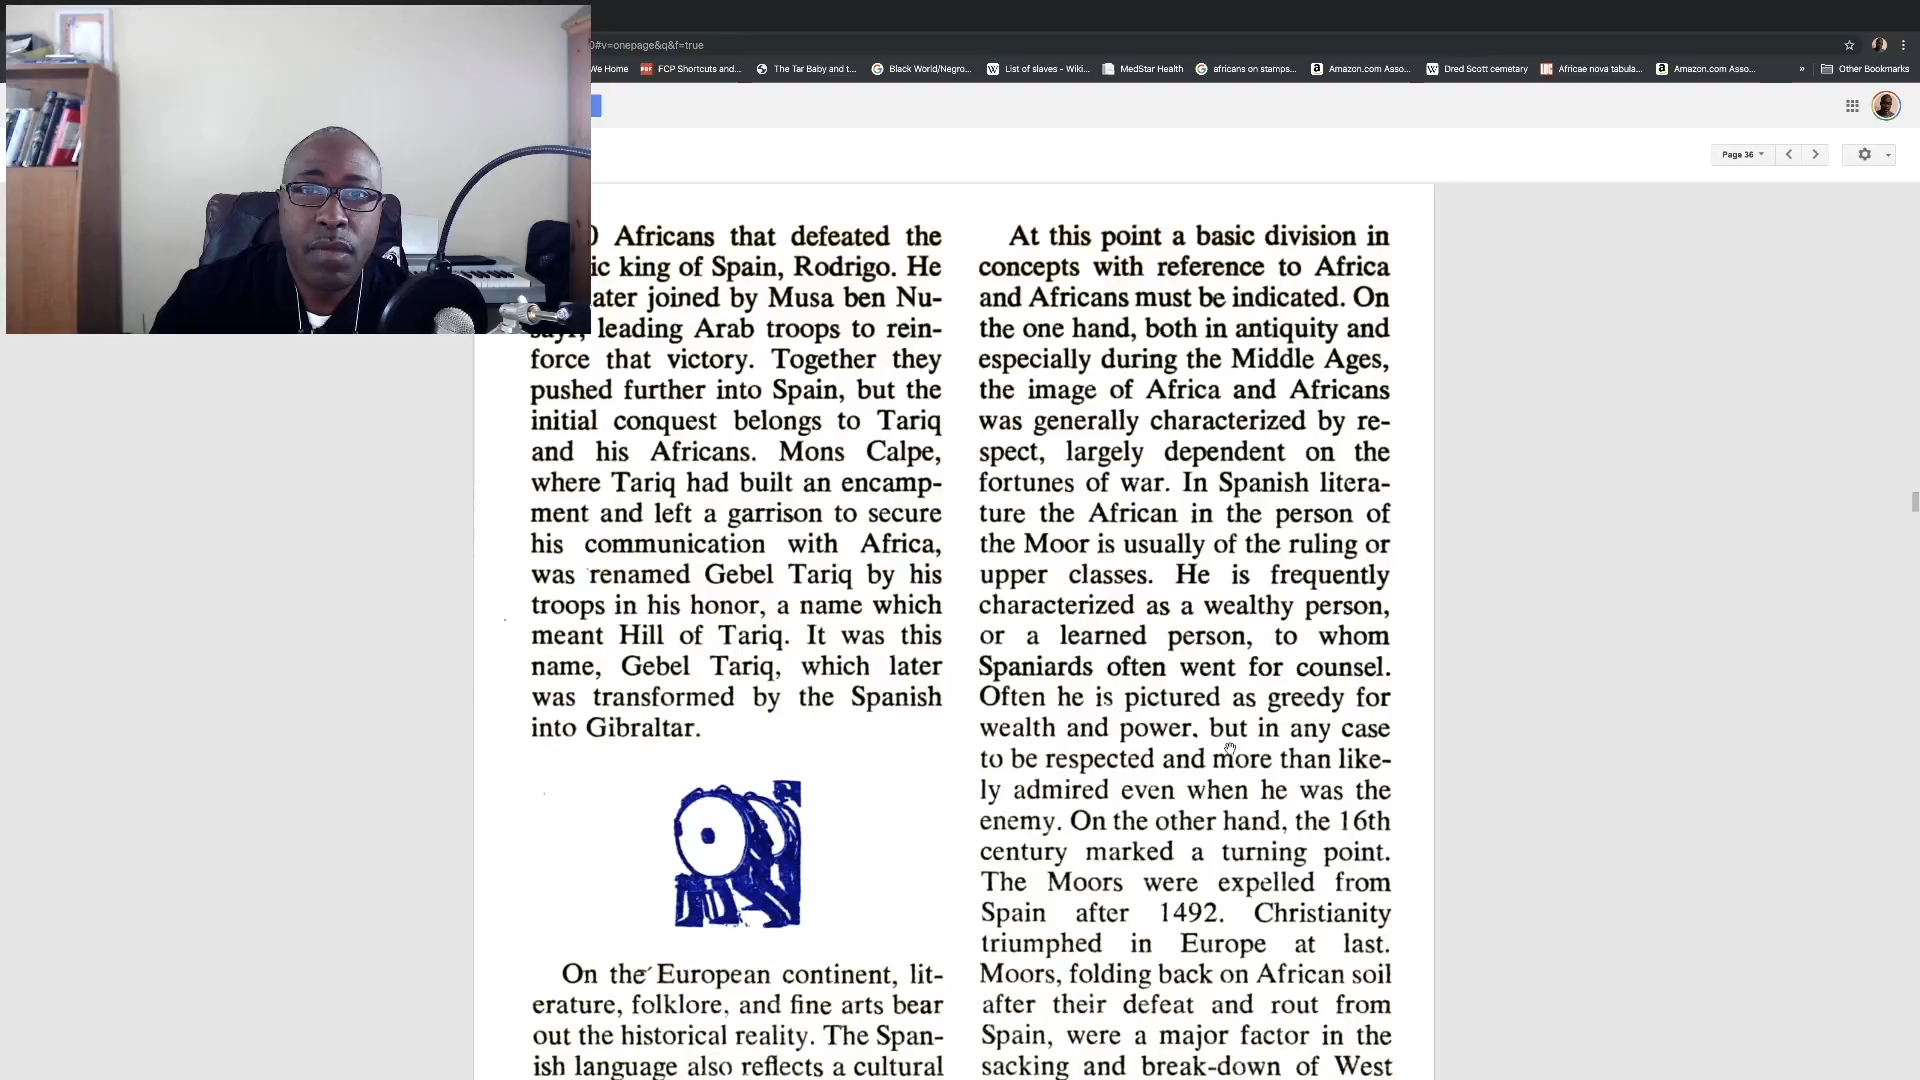 0#v=onepage&q&f=true
We Home
FCP Shortcuts and...
The Tar Baby and t...
Black World/Negro...
List of slaves - Wiki...
MedStar Health
africans on stamps...
Amazon.com Asso...
Dred Scott cemetary
Africae nova tabula...
Amazon.com Asso...
»
Other Bookmarks
Page 36
Africans that defeated the
ic king of Spain, Rodrigo. He
ater joined by Musa ben Nu-
sayr, leading Arab troops to rein-
force that victory. Together they
pushed further into Spain, but the
initial conquest belongs to Tariq
and his Africans. Mons Calpe,
where Tariq had built an encamp-
ment and left a garrison to secure
his communication with Africa,
was renamed Gebel Tariq by his
troops in his honor, a name which
meant Hill of Tariq. It was this
name, Gebel Tariq, which later
was transformed by the Spanish
into Gibraltar.
On the European continent, lit-
erature, folklore, and fine arts bear
out the historical reality. The Span-
ish language also reflects a cultural
At this point a basic division in
concepts with reference to Africa
and Africans must be indicated. On
the one hand, both in antiquity and
especially during the Middle Ages,
the image of Africa and Africans
was generally characterized by re-
spect, largely dependent on the
fortunes of war. In Spanish litera-
ture the African in the person of
the Moor is usually of the ruling or
upper classes. He is frequently
characterized as a wealthy person,
or a learned person, to whom
Spaniards often went for counsel.
Often he is pictured as greedy for
wealth and power, but in any case
to be respected and more than like-
ly admired even when he was the
enemy. On the other hand, the 16th
century marked a turning point.
The Moors were expelled from
Spain after 1492. Christianity
triumphed in Europe at last.
Moors, folding back on African soil
after their defeat and rout from
Spain, were a major factor in the
sacking and break-down of West